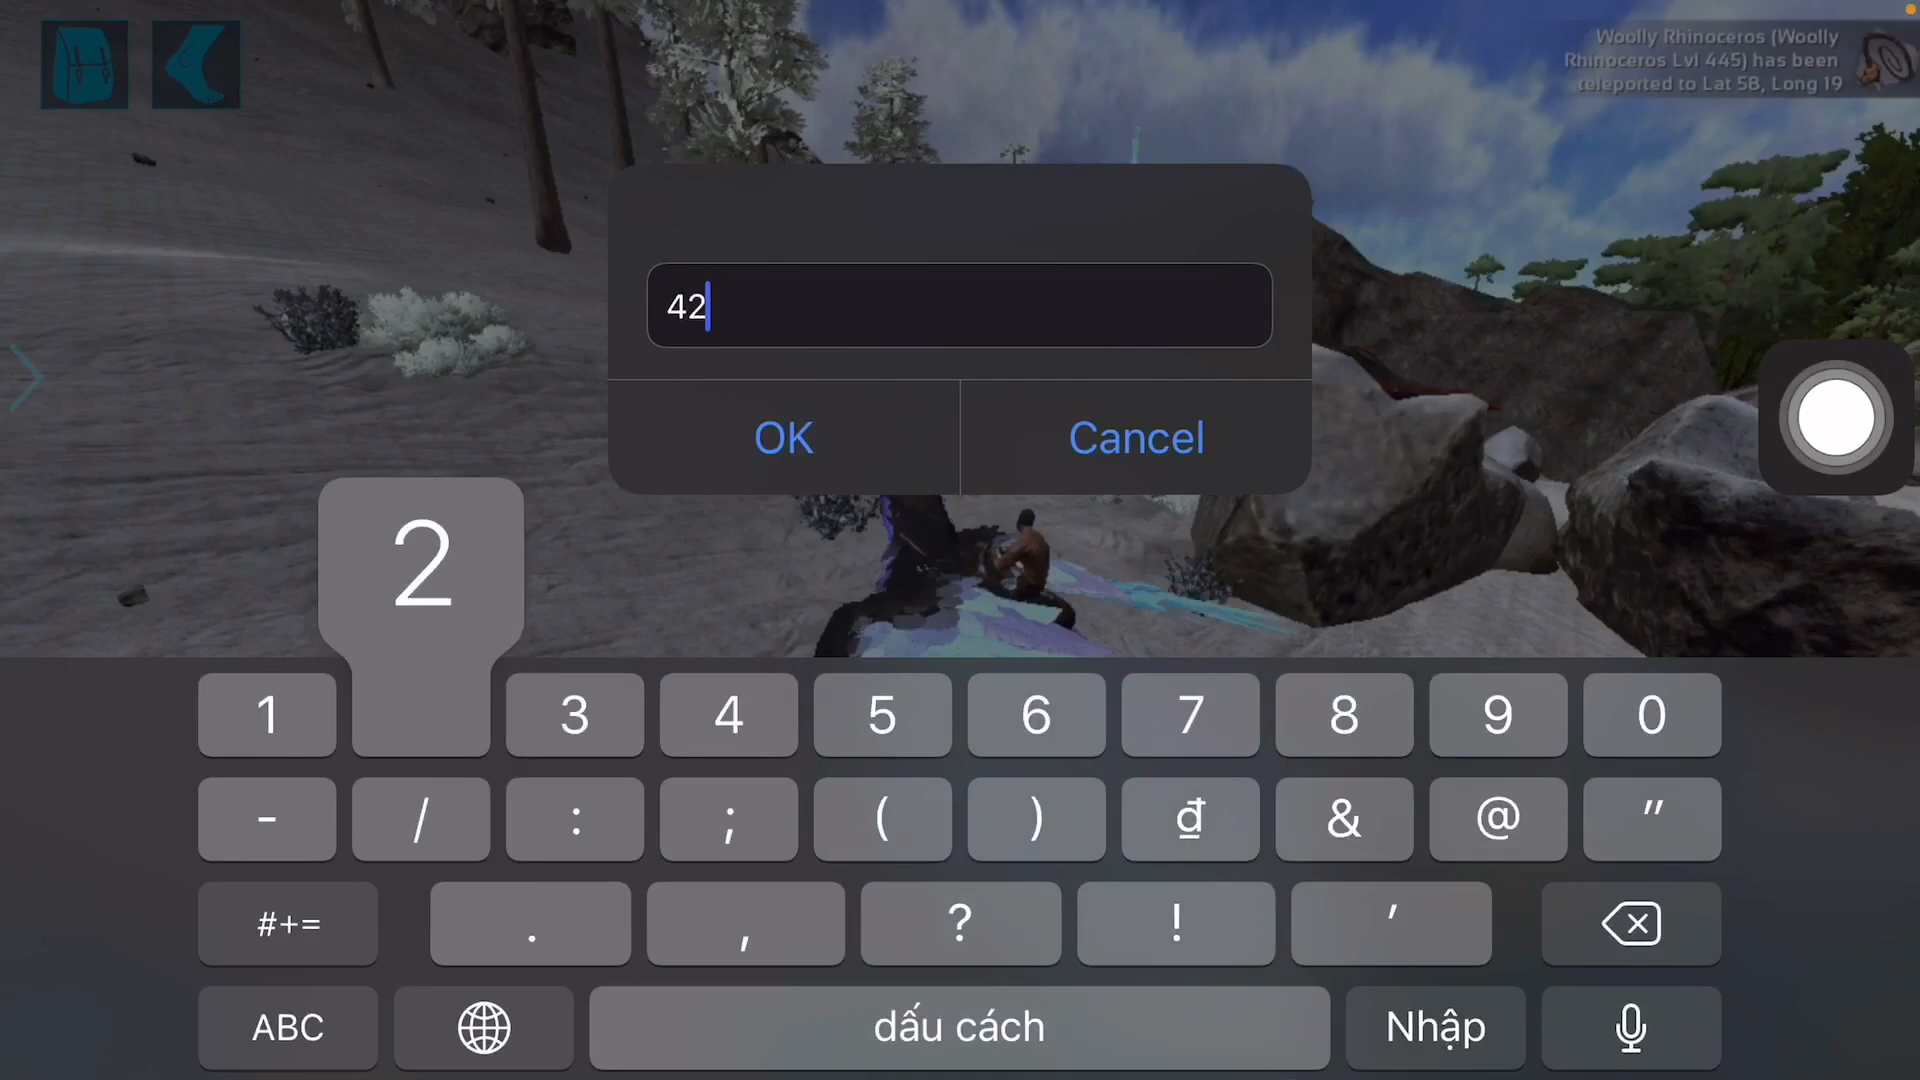 Woolly Rhinoceros (Woolly
Rhinoceros Lvl 445) has been
teleported to Lat 58, Long 19
42
OK
Cancel
2
1 3 4 5 6 7 8 9 0
- / : ; ( ) ₫ & @ "
#+= . , ? ! '
ABC dấu cách Nhập